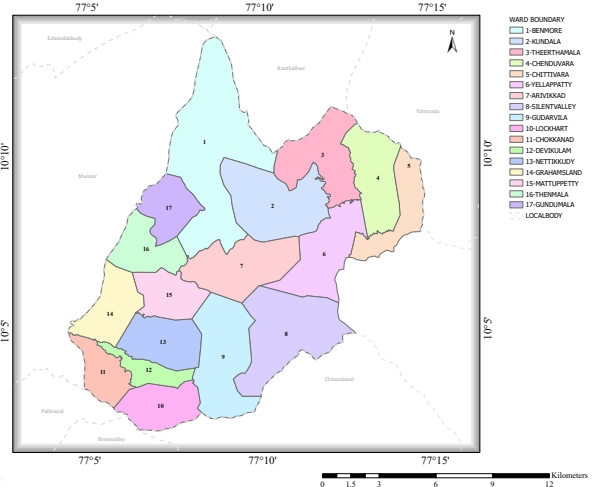 77°5' 77°10' 77°15'
WARD BOUNDARY
1-BENMORE
2-KUNDALA
3-THEERTHAMALA
4-CHENDUVARA
5-CHITTIVARA
6-YELLAPPATTY
7-ARIVIKKAD
8-SILENTVALLEY
9-GUDARVILA
10-LOCKHART
11-CHOKKANAD
12-DEVIKULAM
13-NETTIKKUDY
14-GRAHAMSLAND
15-MATTUPPETTY
16-THENMALA
17-GUNDUMALA
LOCALBODY
N
Edamalakkudy
Kanthalloor
Vattavada
1
10°10' 10°10'
3
5
4
Munnar
17
2
16
6
7
15
14
10°5' 10°5'
8
13
9
12
11
Chinnakanal
10
Pallivasal
Bisonvalley
77°5' 77°10' 77°15'
Kilometers
0 1.5 3 6 9 12